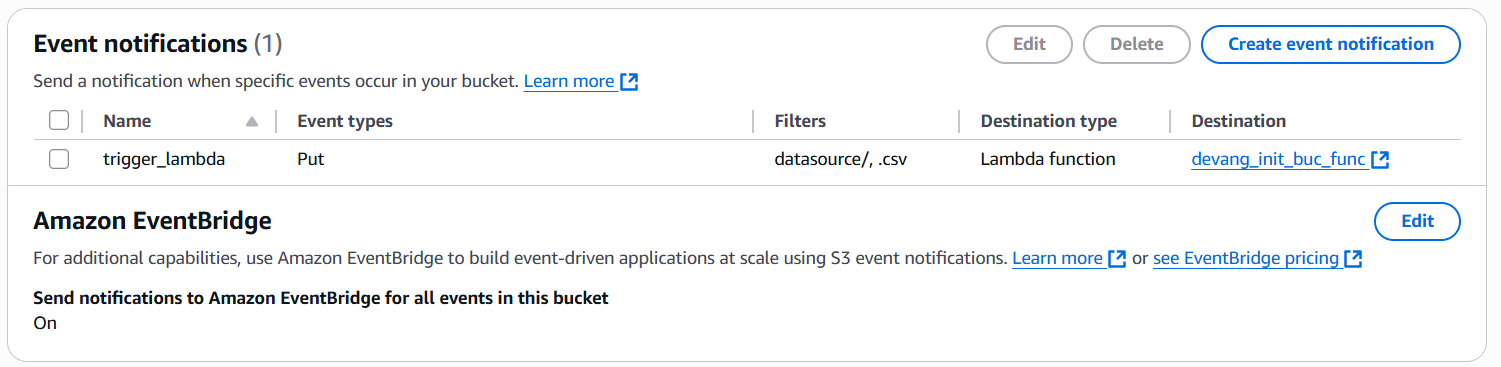 Event notifications (1)
Edit
Delete
Create event notification
Send a notification when specific events occur in your bucket. Learn more
Name
Event types
Filters
Destination type
Destination
trigger_lambda
Put
datasource/, .csv
Lambda function
devang_init_buc_func
Amazon EventBridge
Edit
For additional capabilities, use Amazon EventBridge to build event-driven applications at scale using S3 event notifications. Learn more or see EventBridge pricing
Send notifications to Amazon EventBridge for all events in this bucket
On